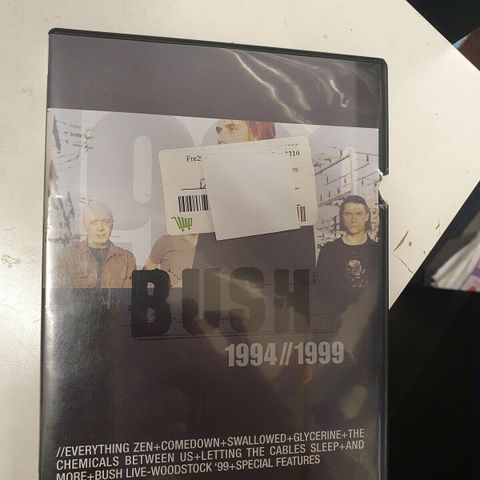 Fre2
BUSH
1994//1999
//EVERYTHING ZEN+COMEDOWN+SWALLOWED+GLYCERINE+THE
CHEMICALS BETWEEN US+LETTING THE CABLES SLEEP+AND
MORE+BUSH LIVE-WOODSTOCK '99+SPECIAL FEATURES